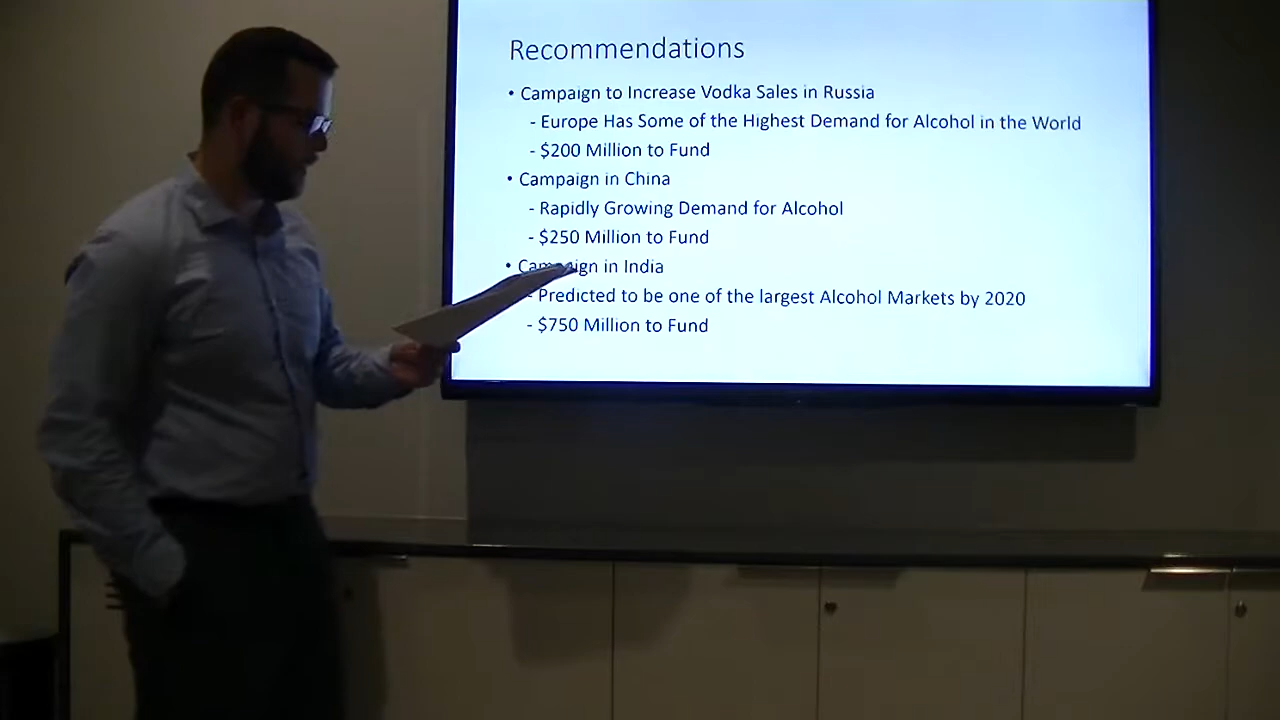 Recommendations
• Campaign to Increase Vodka Sales in Russia
- Europe Has Some of the Highest Demand for Alcohol in the World
- $200 Million to Fund
• Campaign in China
- Rapidly Growing Demand for Alcohol
- $250 Million to Fund
• Campaign in India
- Predicted to be one of the largest Alcohol Markets by 2020
- $750 Million to Fund